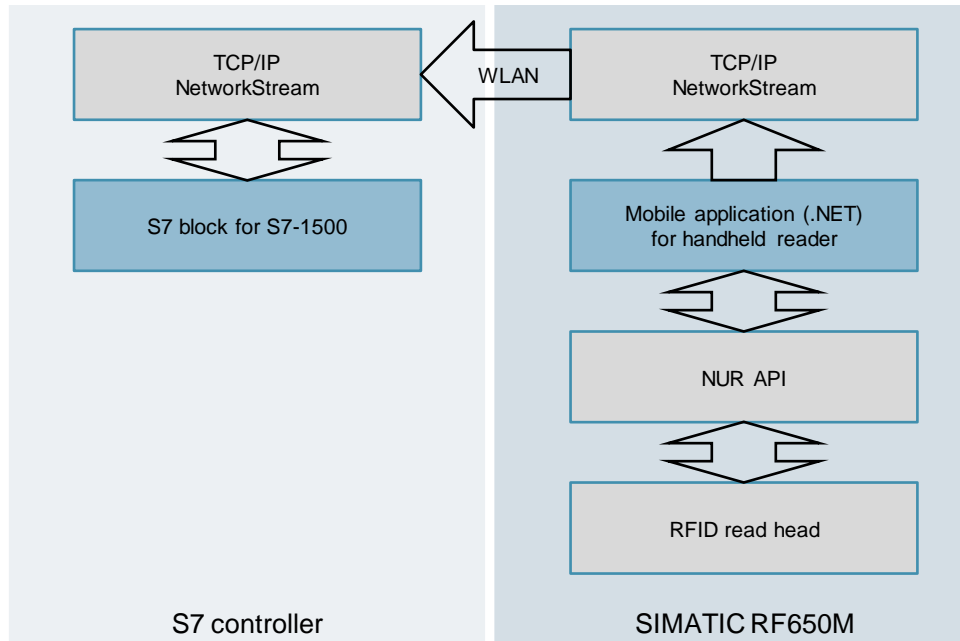 TCP/IP
NetworkStream
WLAN
TCP/IP
NetworkStream
S7 block for S7-1500
Mobile application (.NET)
for handheld reader
NUR API
RFID read head
S7 controller
SIMATIC RF650M